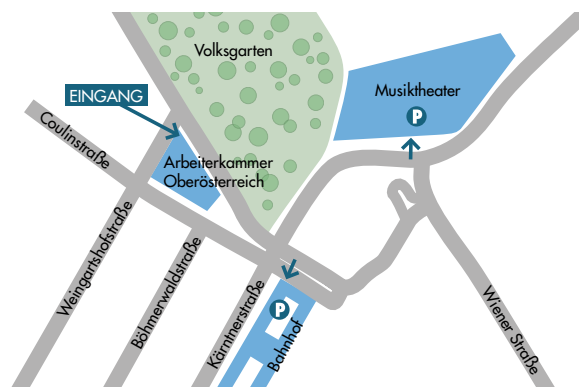 Volksgarten
Musiktheater
P
EINGANG
Coulinstraße
Arbeiterkammer
Oberösterreich
Weingartshofstraße
Böhmerwaldstraße
Kärntnerstraße
P
Bahnhof
Wiener Straße